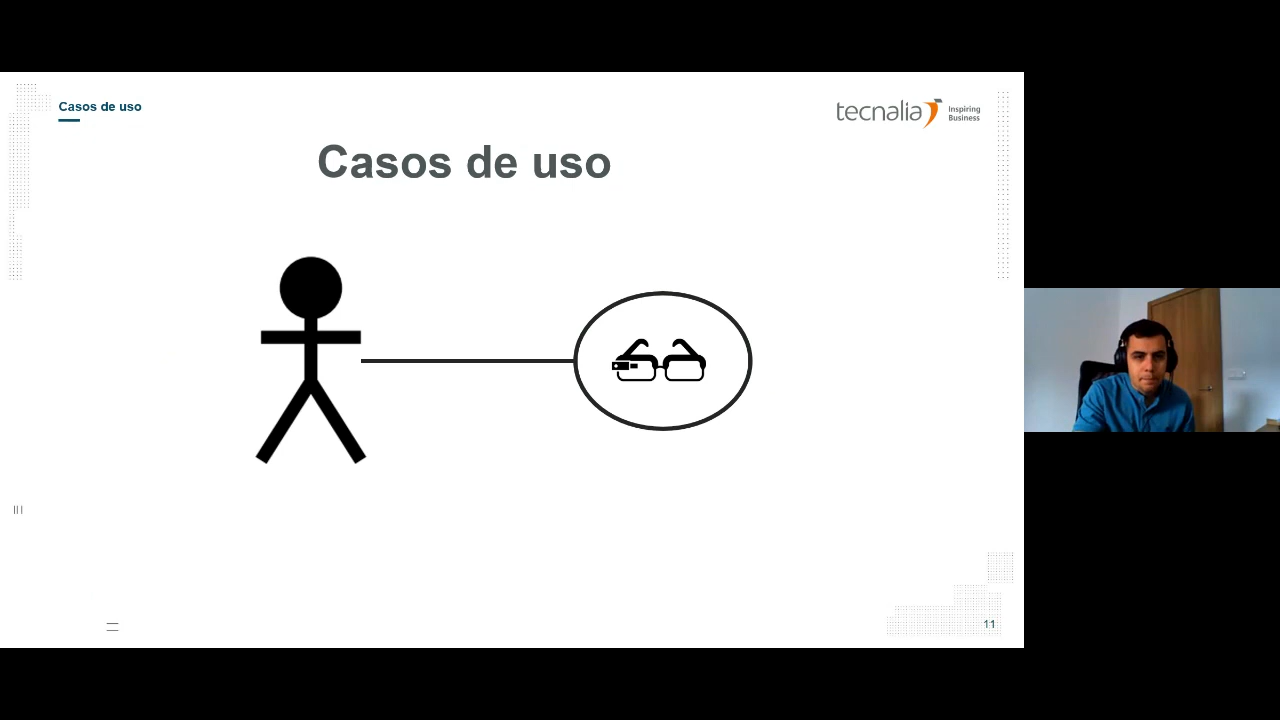 Casos de uso
tecnalia
Inspiring
Business
Casos de uso
11